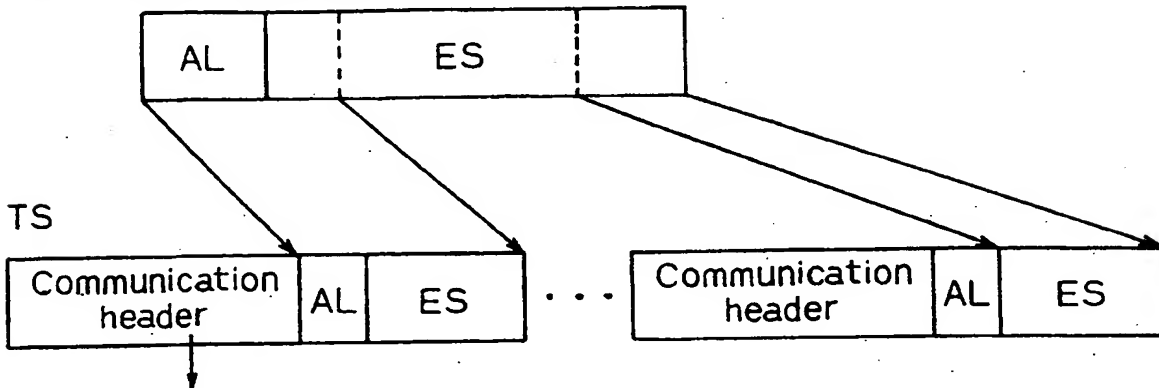 AL ES
TS
Communication header AL ES ... Communication header AL ES